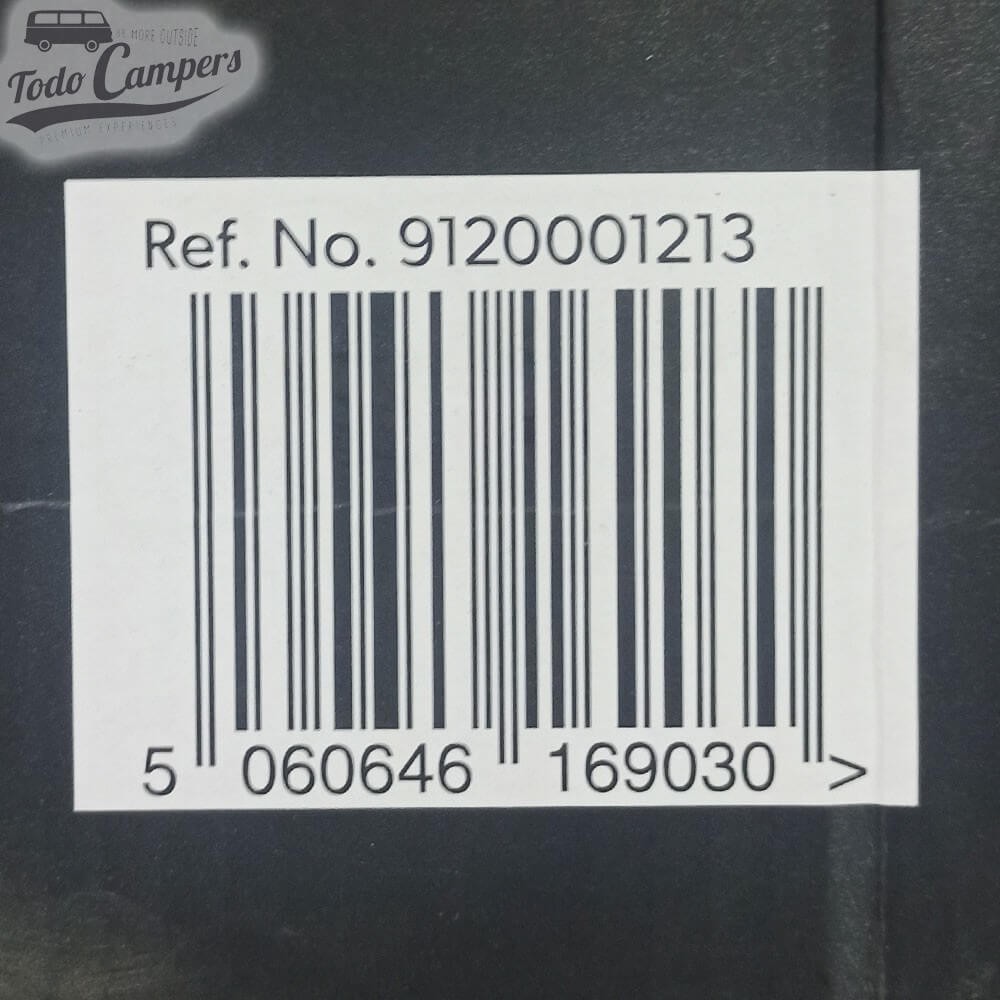 BE MORE OUTSIDE
Todo Campers
PREMIUM EXPERIENCES
Ref. No. 9120001213
5 060646 169030 >